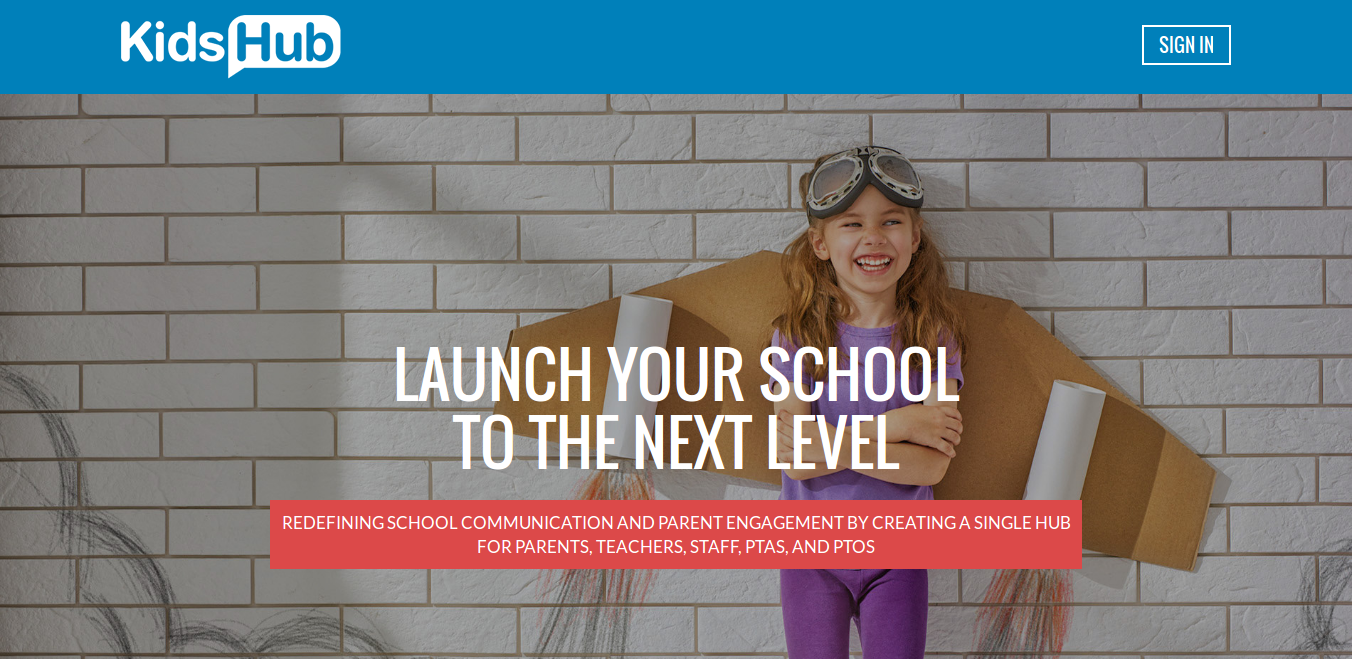 KidsHub
SIGN IN
LAUNCH YOUR SCHOOL
TO THE NEXT LEVEL
REDEFINING SCHOOL COMMUNICATION AND PARENT ENGAGEMENT BY CREATING A SINGLE HUB
FOR PARENTS, TEACHERS, STAFF, PTAS, AND PTOS